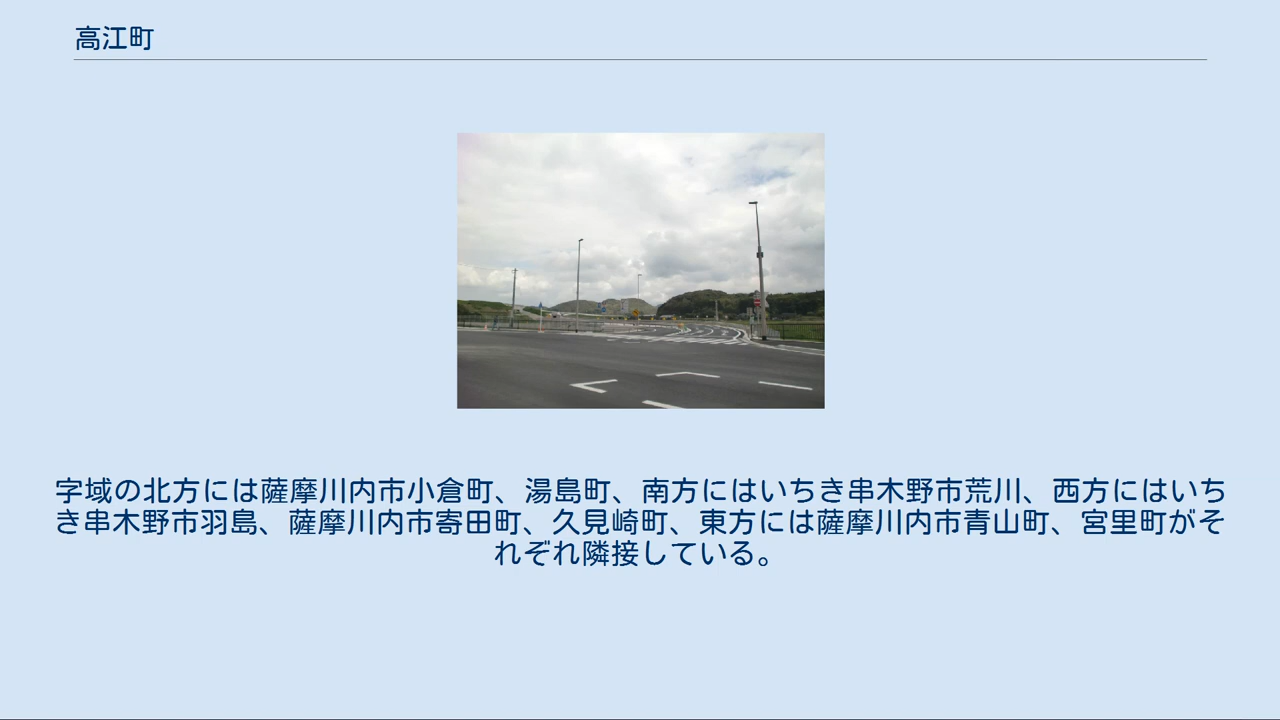 高江町
字域の北方には薩摩川内市小倉町、湯島町、南方にはいちき串木野市荒川、西方にはいち
き串木野市羽島、薩摩川内市寄田町、久見崎町、東方には薩摩川内市青山町、宮里町がそ
れぞれ隣接している。